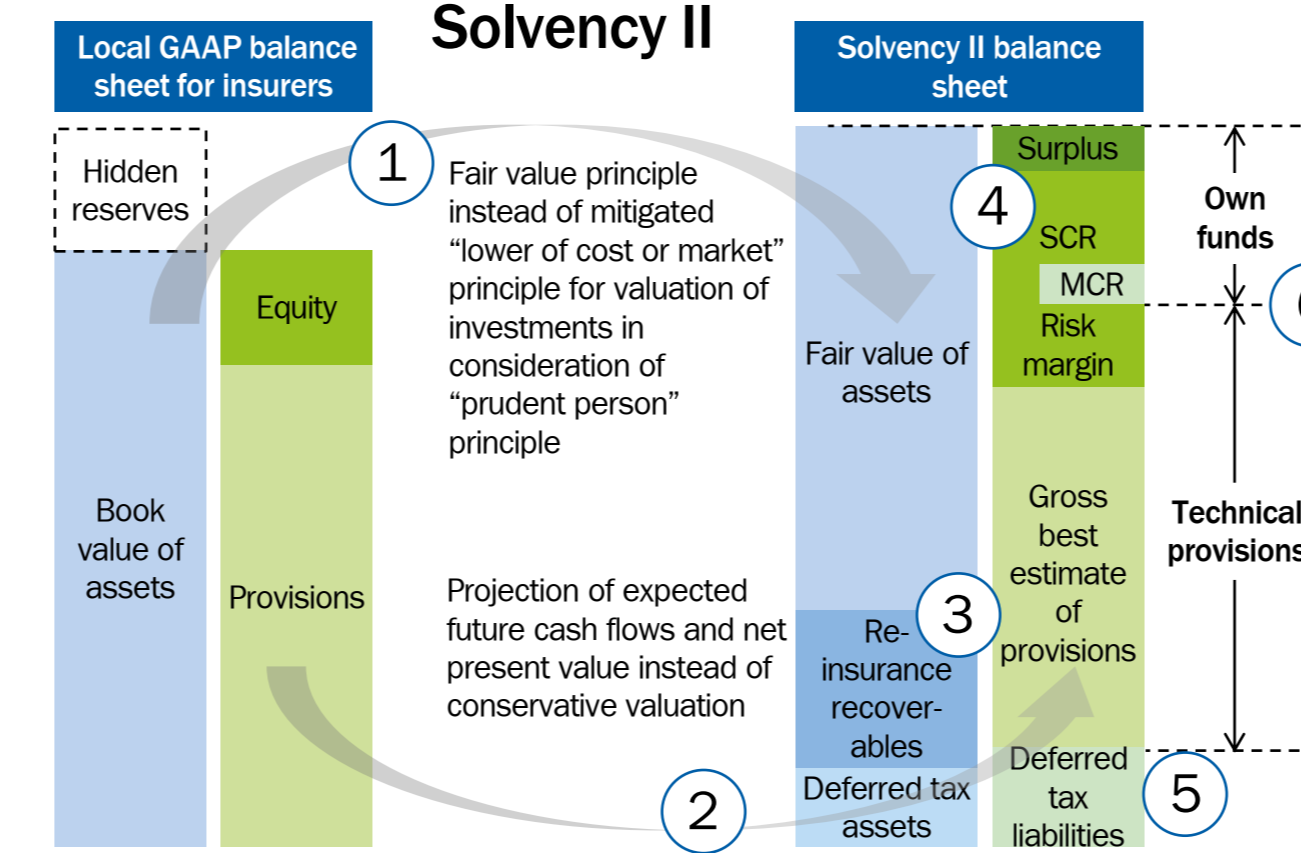 Solvency II
Local GAAP balance
sheet for insurers
Solvency II balance
sheet
Hidden
reserves
Equity
Book
value of
assets
Provisions
1
Fair value principle
instead of mitigated
“lower of cost or market”
principle for valuation of
investments in
consideration of
“prudent person”
principle
Projection of expected
future cash flows and net
present value instead of
conservative valuation
2
Fair value of
assets
3
Re-
insurance
recover-
ables
Deferred tax
assets
Surplus
4
SCR
MCR
Risk
margin
Gross
best
estimate
of
provisions
Deferred
tax
liabilities
5
Own
funds
Technical
provisions